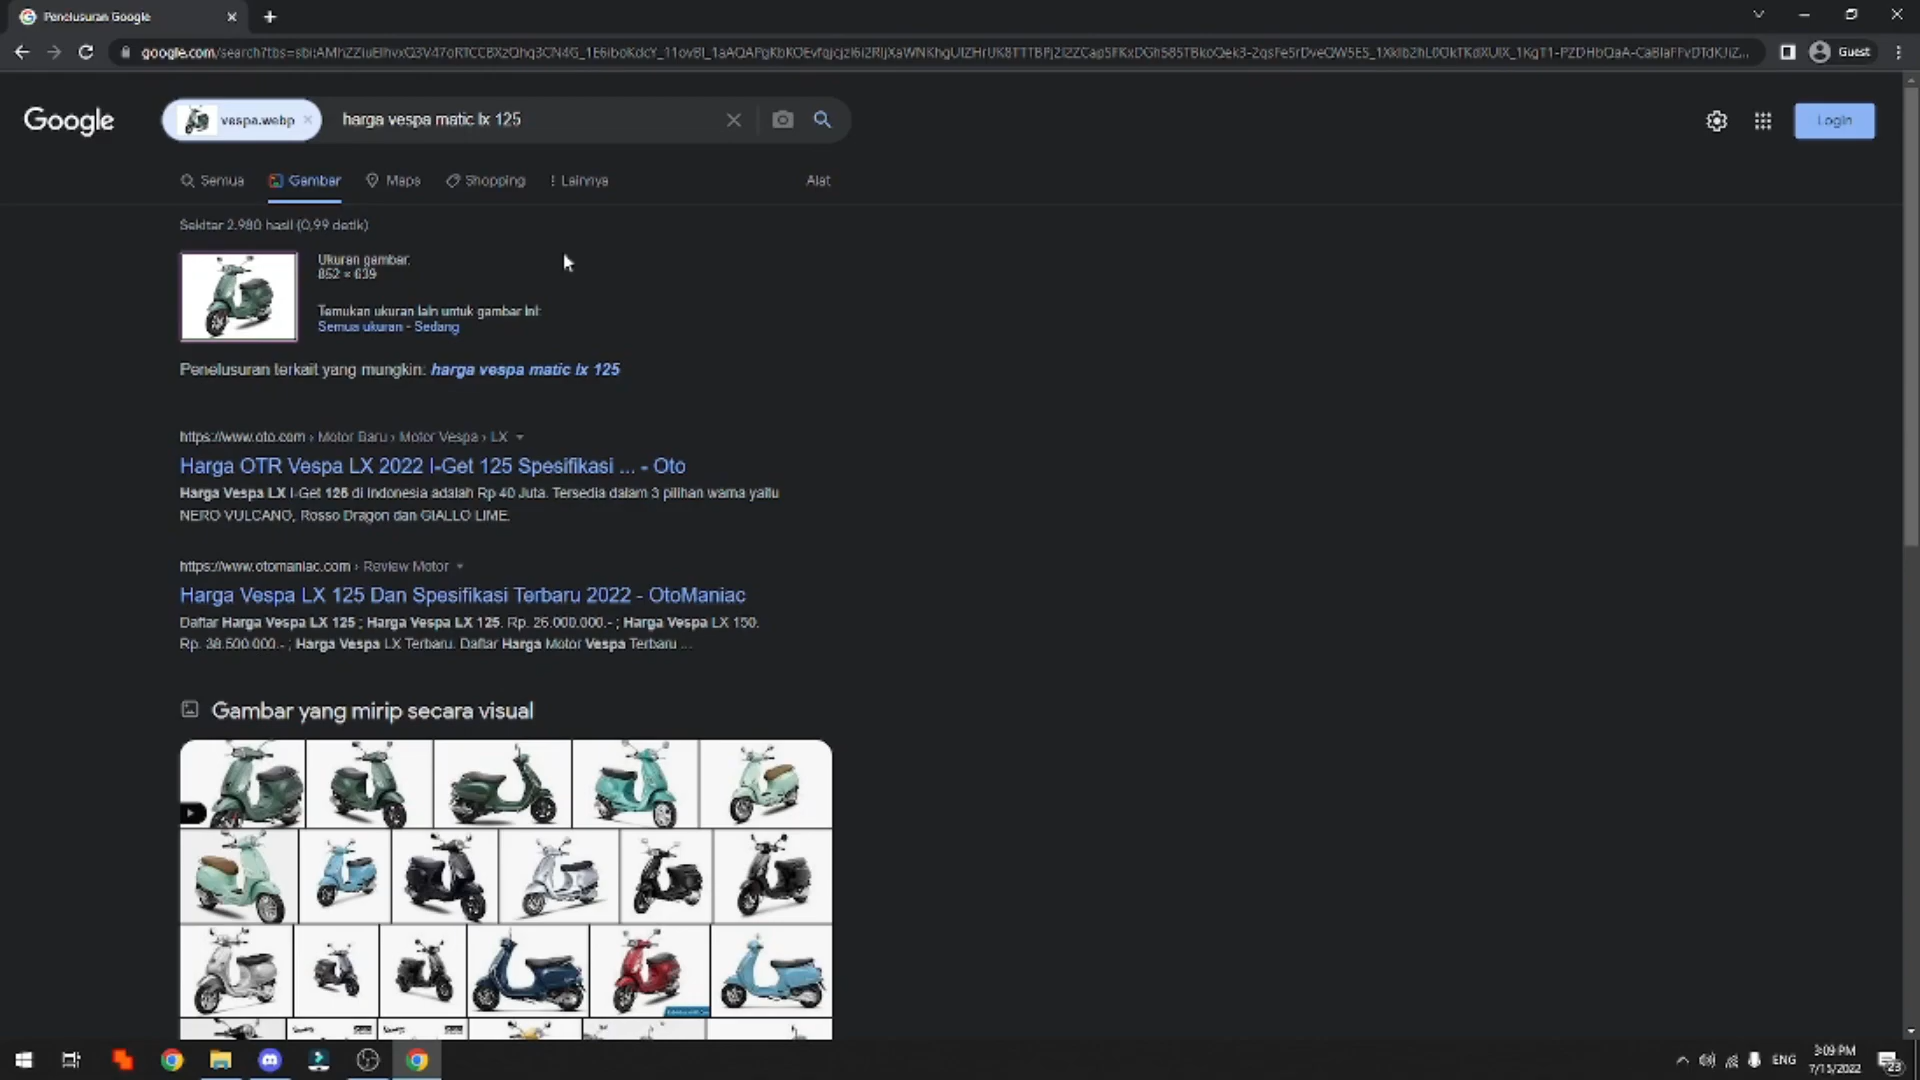 Penelusuran Google
Guest
Google
vespa.webp
harga vespa matic lx 125
Login
Semua
Gambar
Maps
Shopping
Lainnya
Alat
Sekitar 2.980 hasil (0,99 detik)
Ukuran gambar:
852 × 639
Temukan ukuran lain untuk gambar ini:
Semua ukuran - Sedang
Penelusuran terkait yang mungkin: harga vespa matic lx 125
https://www.oto.com › Motor Baru › Motor Vespa › LX
Harga OTR Vespa LX 2022 I-Get 125 Spesifikasi ... - Oto
Harga Vespa LX I-Get 125 di Indonesia adalah Rp 40 Juta. Tersedia dalam 3 pilihan warna yaitu
NERO VULCANO, Rosso Dragon dan GIALLO LIME.
https://www.otomaniac.com › Review Motor
Harga Vespa LX 125 Dan Spesifikasi Terbaru 2022 - OtoManiac
Daftar Harga Vespa LX 125 ; Harga Vespa LX 125. Rp. 26.000.000.- ; Harga Vespa LX 150.
Rp. 38.500.000.- ; Harga Vespa LX Terbaru. Daftar Harga Motor Vespa Terbaru ...
Gambar yang mirip secara visual
ENG
3:09 PM
7/15/2022
23